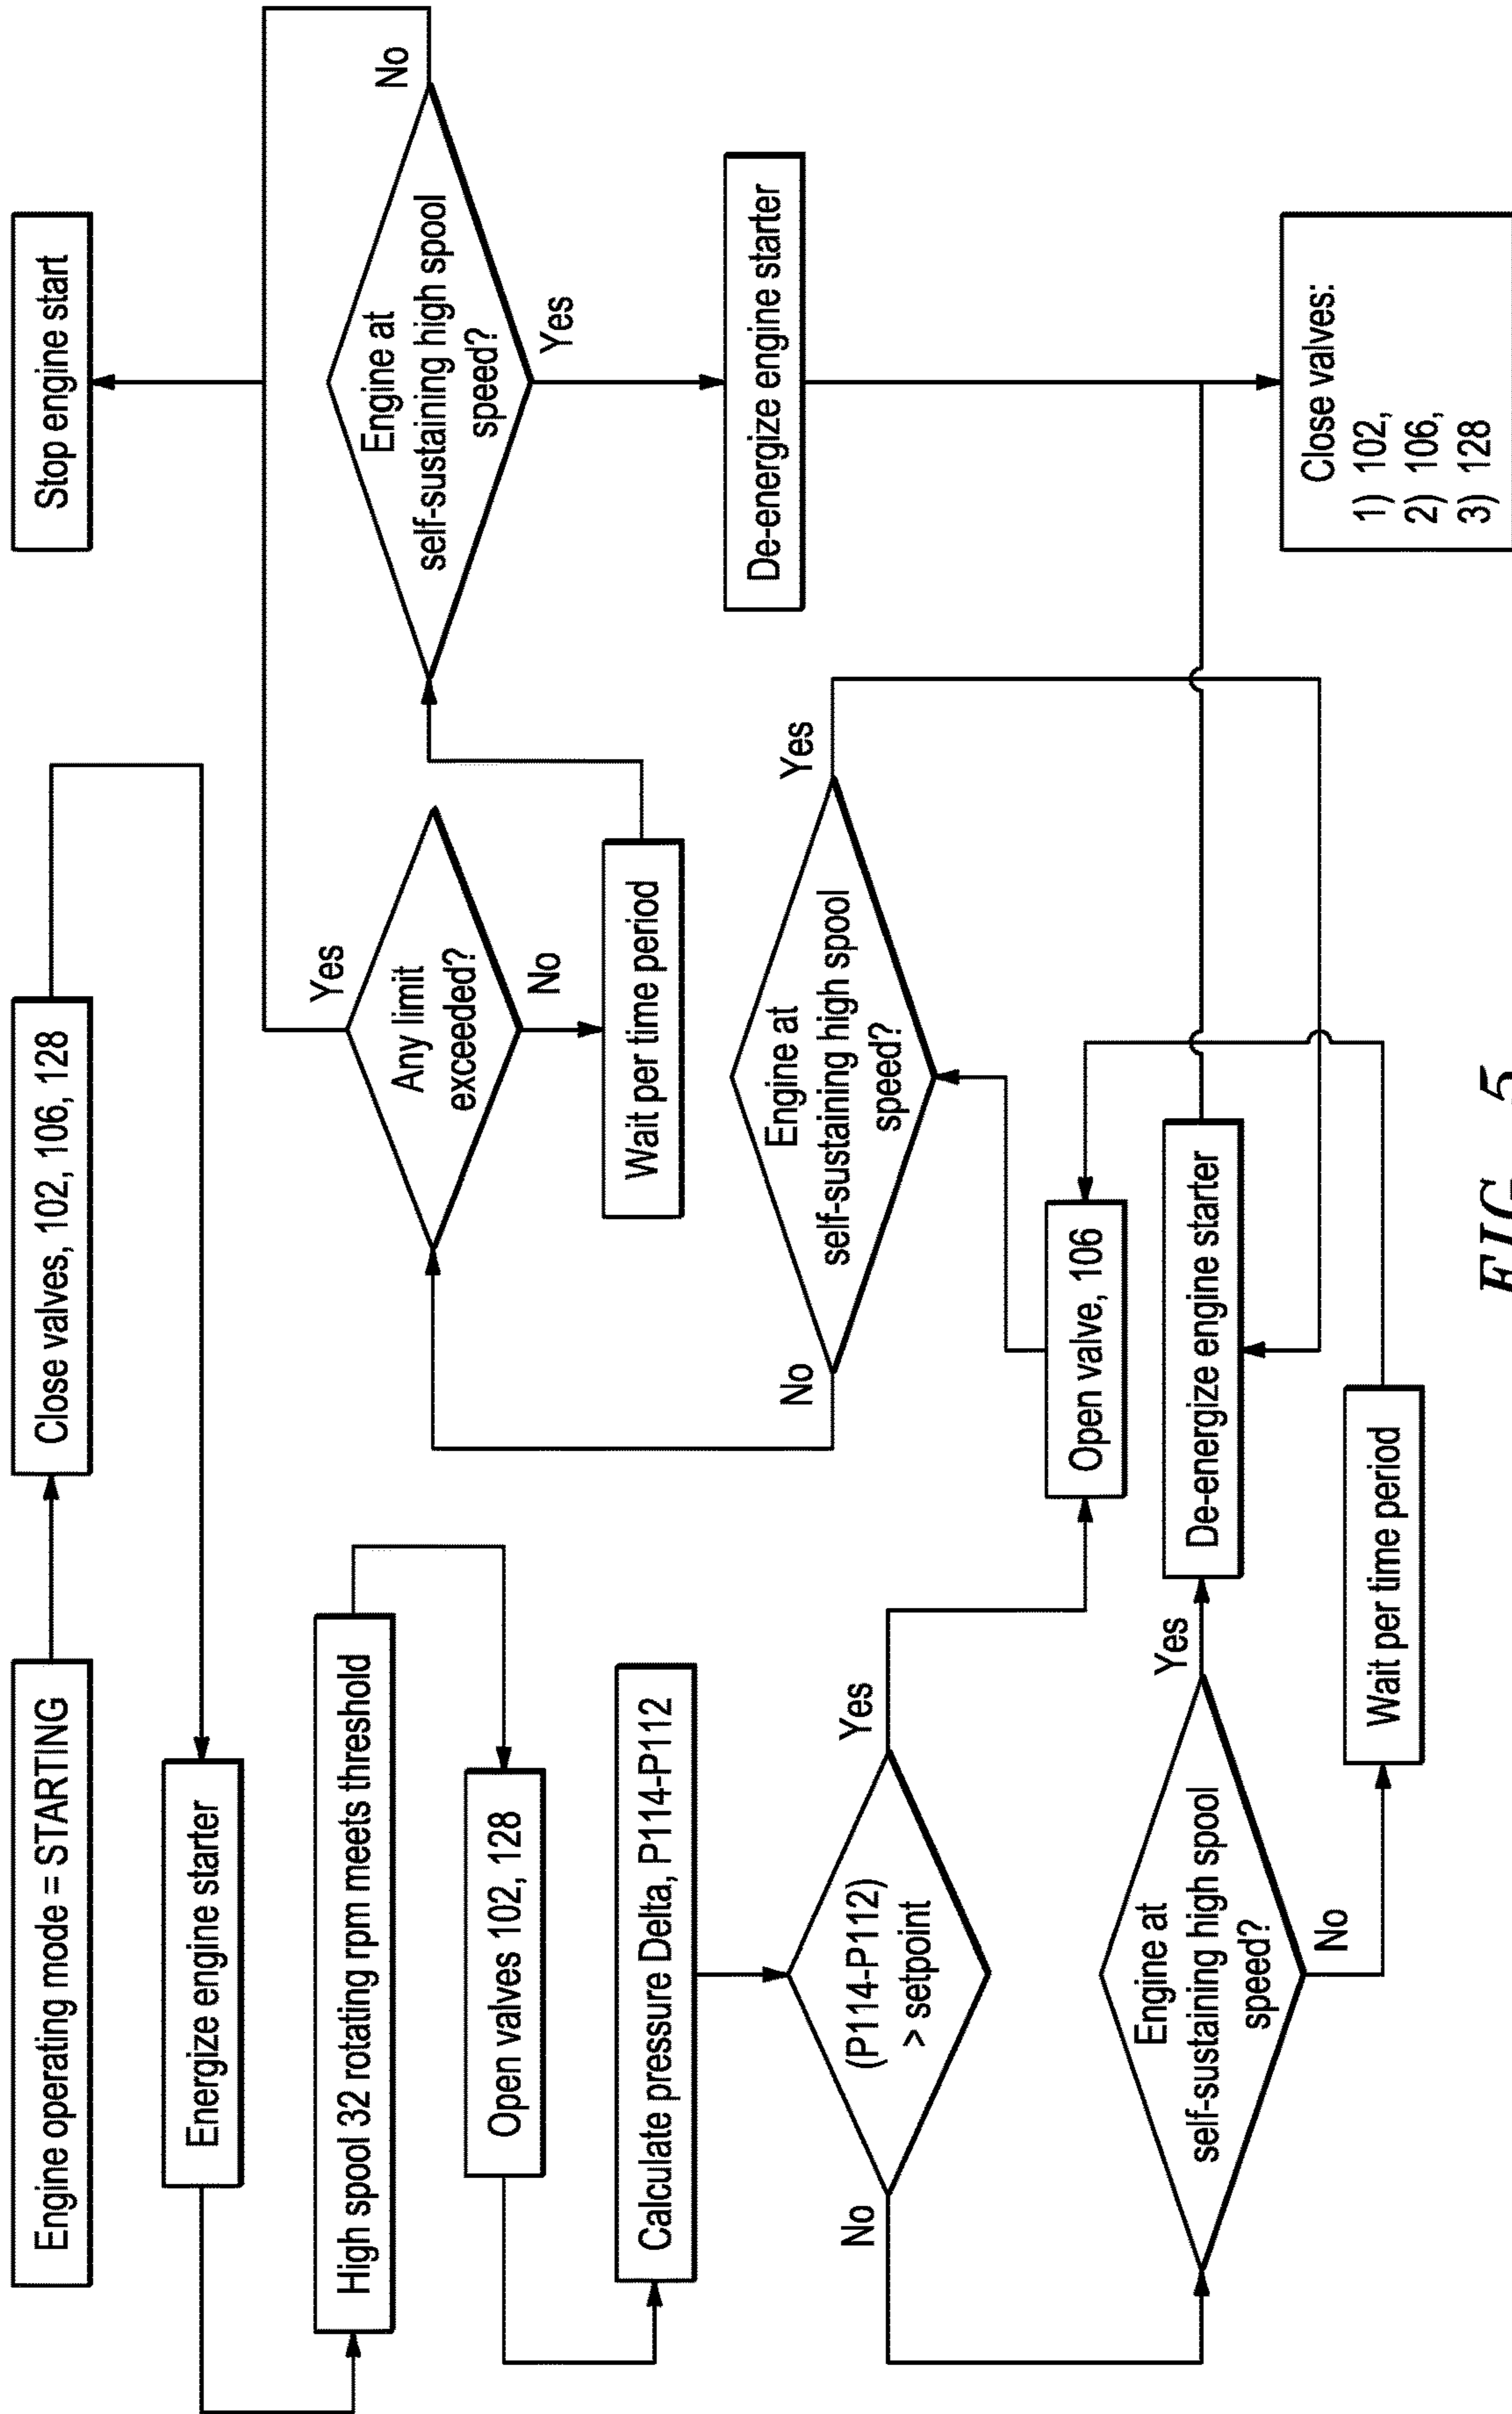 Engine operating mode = STARTING
Close valves, 102, 106, 128
Stop engine start
Energize engine starter
High spool 32 rotating rpm meets threshold
Open valves 102, 128
Calculate pressure Delta, P114-P112
(P114-P112)
> setpoint
Yes
No
Engine at
self-sustaining high spool
speed?
Yes
No
Wait per time period
De-energize engine starter
Open valve, 106
Engine at
self-sustaining high spool
speed?
Yes
No
Any limit
exceeded?
Yes
No
Wait per time period
Engine at
self-sustaining high spool
speed?
No
Yes
De-energize engine starter
Close valves:
1) 102,
2) 106,
3) 128
FIG. 5